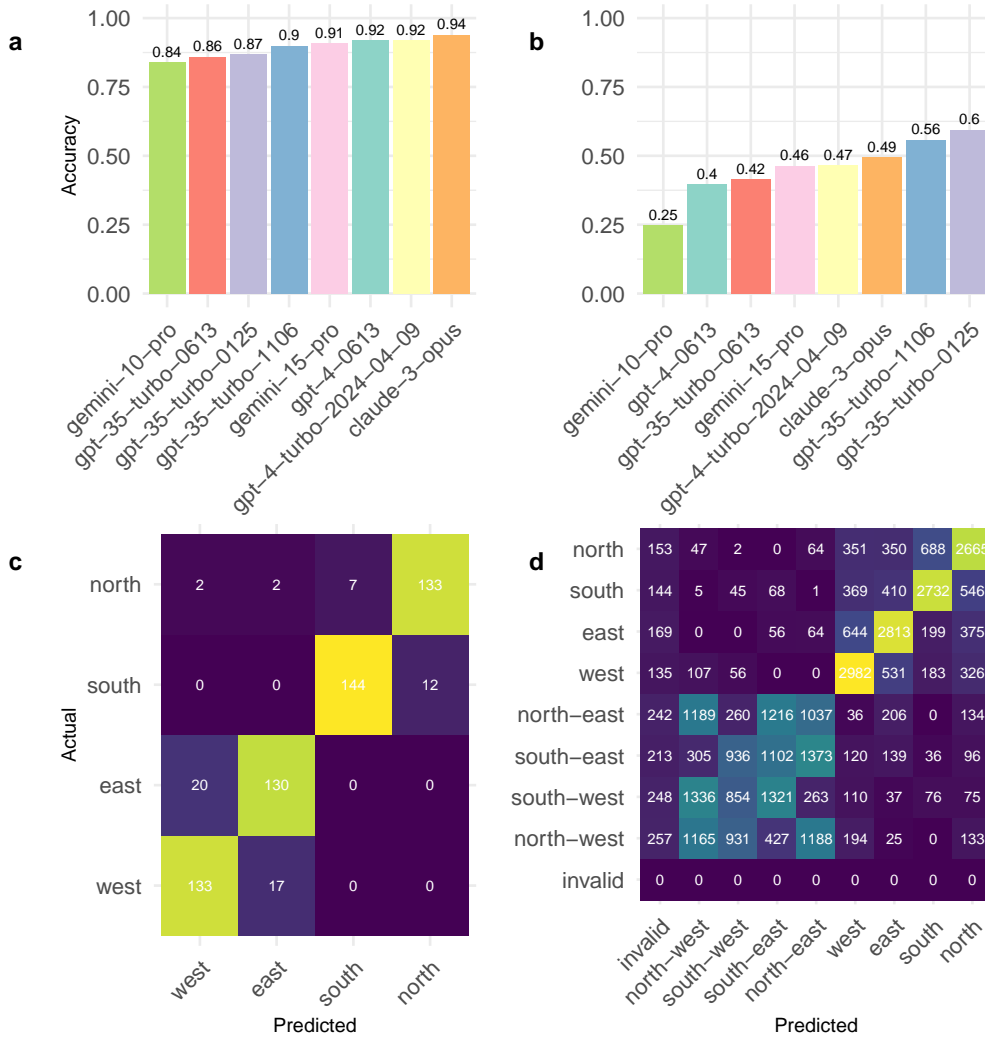 a
Accuracy
1.00
0.75
0.50
0.25
0.00
0.84
0.86
0.87
0.9
0.91
0.92
0.92
0.94
gemini−10−pro
gpt−35−turbo−0613
gpt−35−turbo−0125
gpt−35−turbo−1106
gemini−15−pro
gpt−4−0613
gpt−4−turbo−2024−04−09
claude−3−opus
b
1.00
0.75
0.50
0.25
0.00
0.25
0.4
0.42
0.46
0.47
0.49
0.56
0.6
gemini−10−pro
gpt−4−0613
gpt−35−turbo−0613
gemini−15−pro
gpt−4−turbo−2024−04−09
claude−3−opus
gpt−35−turbo−1106
gpt−35−turbo−0125
c
Actual
north 2 2 7 133
south 0 0 144 12
east 20 130 0 0
west 133 17 0 0
west east south north
Predicted
d
north 153 47 2 0 64 351 350 688 2665
south 144 5 45 68 1 369 410 2732 546
east 169 0 0 56 64 644 2813 199 375
west 135 107 56 0 0 2982 531 183 326
north−east 242 1189 260 1216 1037 36 206 0 134
south−east 213 305 936 1102 1373 120 139 36 96
south−west 248 1336 854 1321 263 110 37 76 75
north−west 257 1165 931 427 1188 194 25 0 133
invalid 0 0 0 0 0 0 0 0 0
invalid north−west south−west south−east north−east west east south north
Predicted